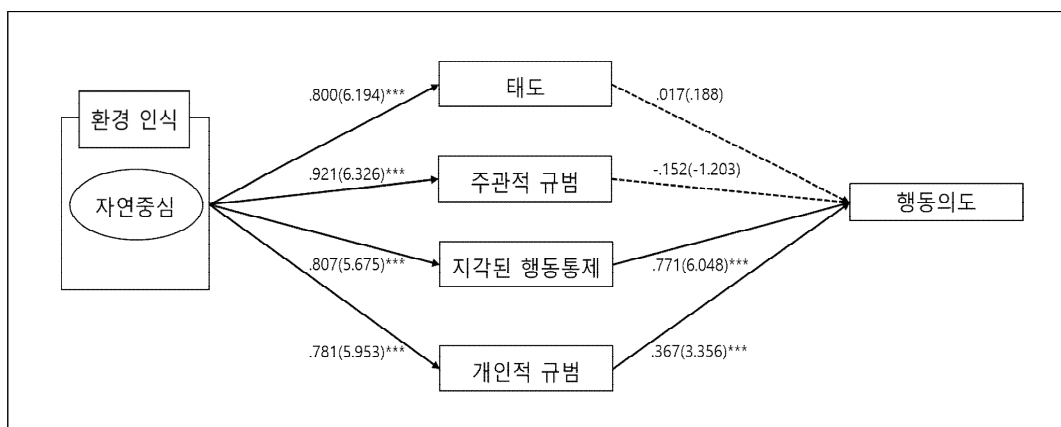 환경 인식
자연중심
.800(6.194)***
.921(6.326)***
.807(5.675)***
.781(5.953)***
태도
주관적 규범
지각된 행동통제
개인적 규범
.017(.188)
-.152(-1.203)
.771(6.048)***
.367(3.356)***
행동의도